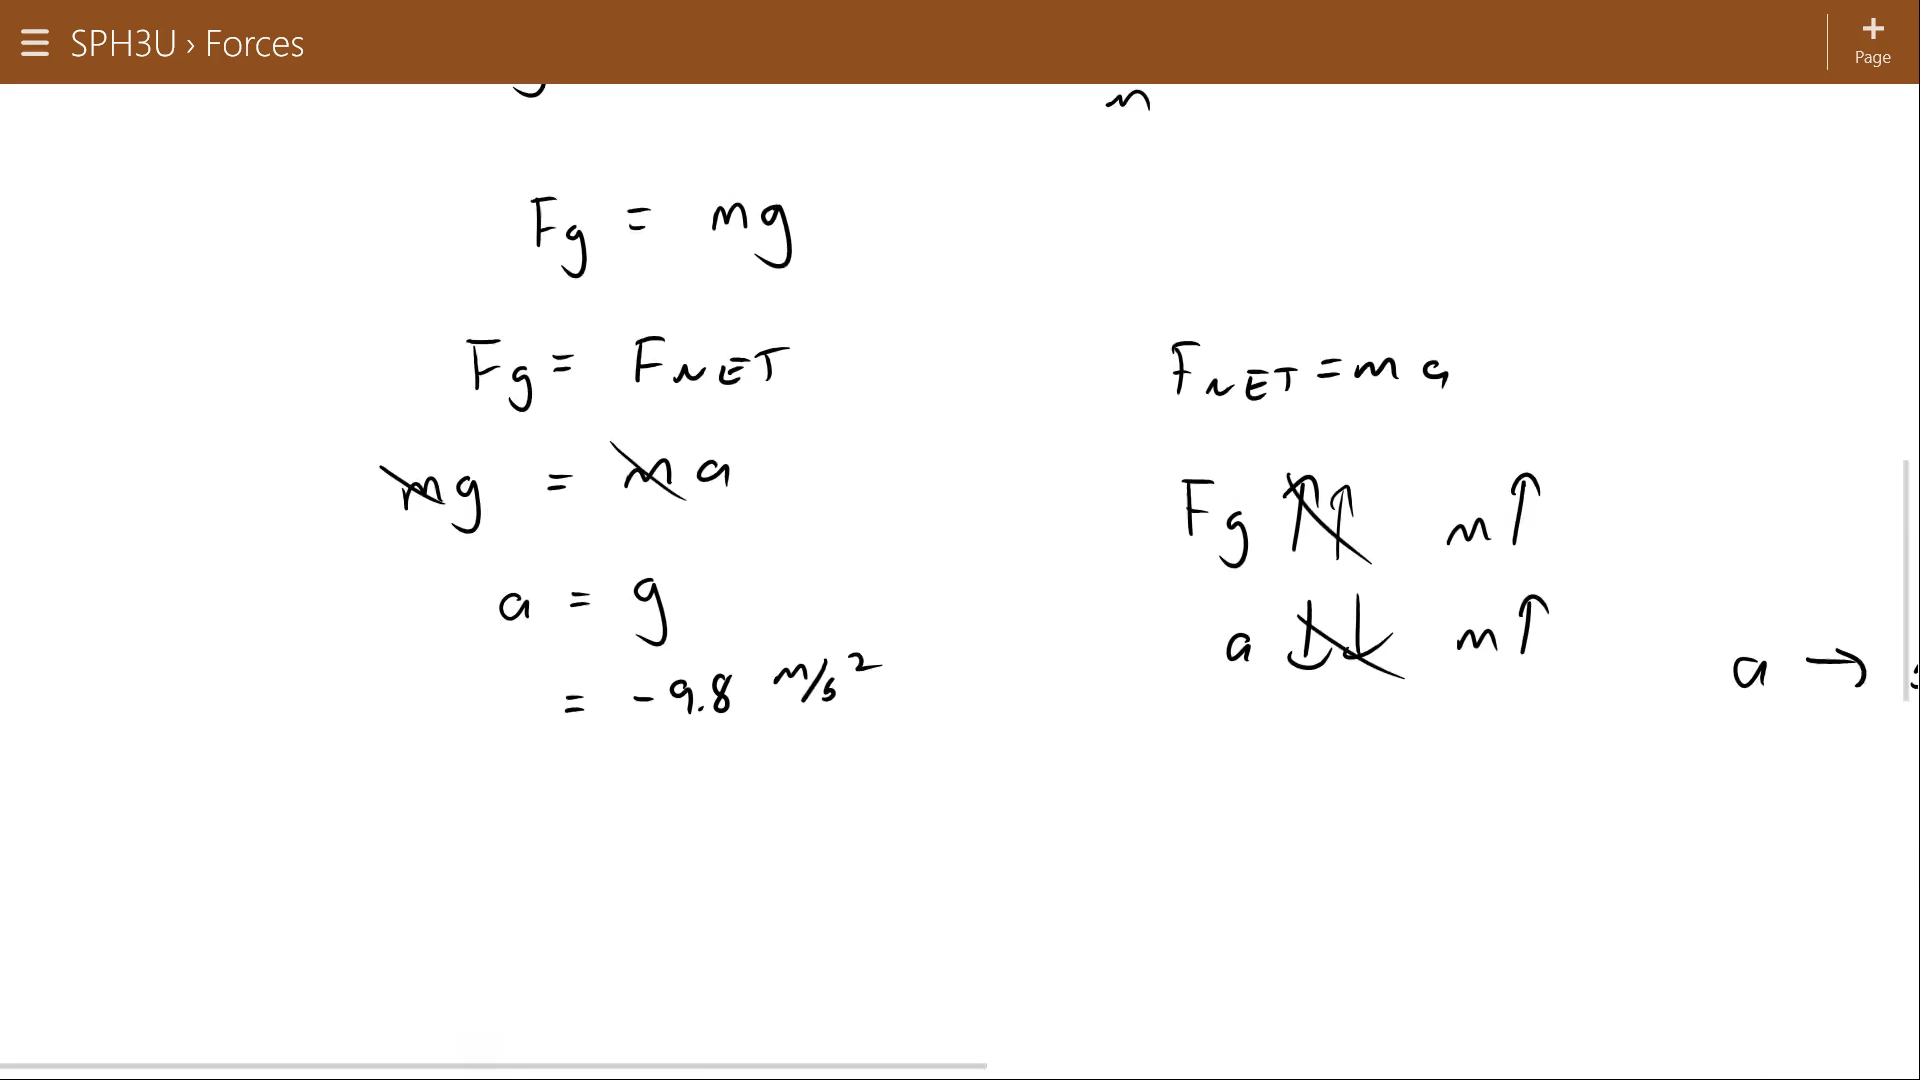 SPH3U › Forces
+ Page
m
Fg = mg
Fg = FNET
mg = ma
a = g
= -9.8 m/s²
FNET = ma
Fg ↑↑ m↑
a ↓↓ m↑
a →